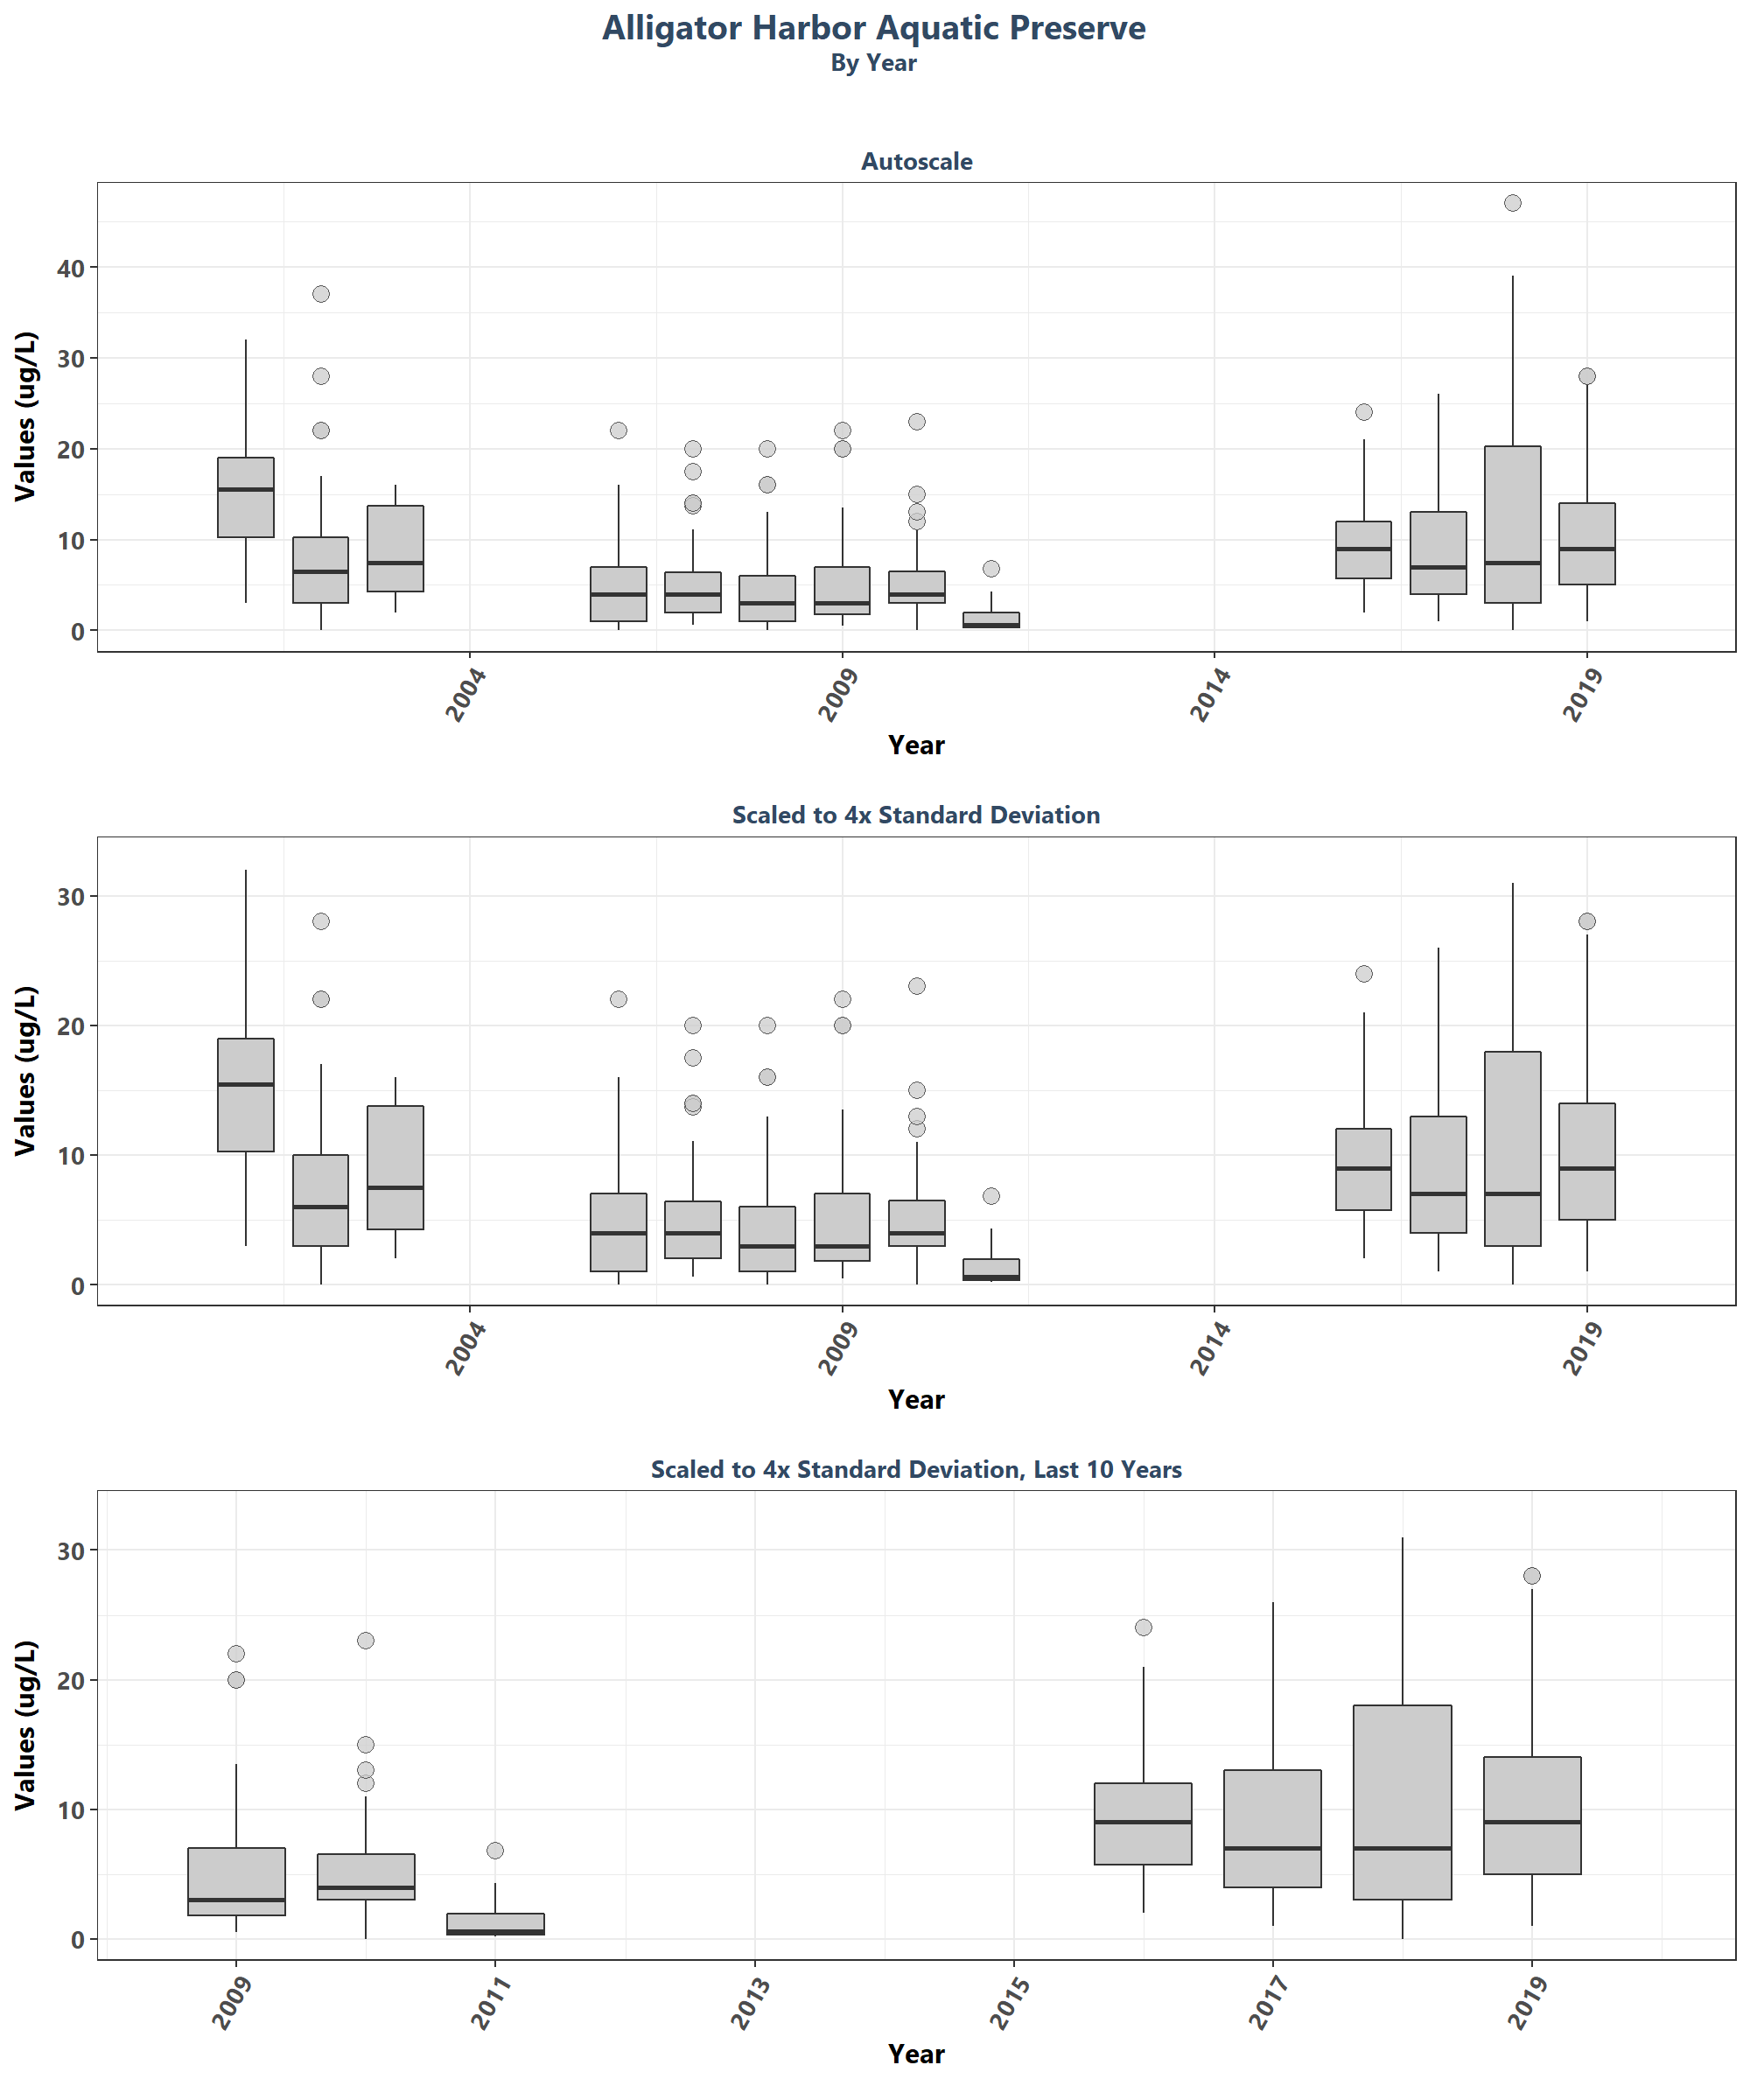 Alligator Harbor Aquatic Preserve
By Year
Autoscale
Values (ug/L)
40
30
20
10
0
2004
2009
2014
2019
Year
Scaled to 4x Standard Deviation
Values (ug/L)
30
20
10
0
2004
2009
2014
2019
Year
Scaled to 4x Standard Deviation, Last 10 Years
Values (ug/L)
30
20
10
0
2009
2011
2013
2015
2017
2019
Year